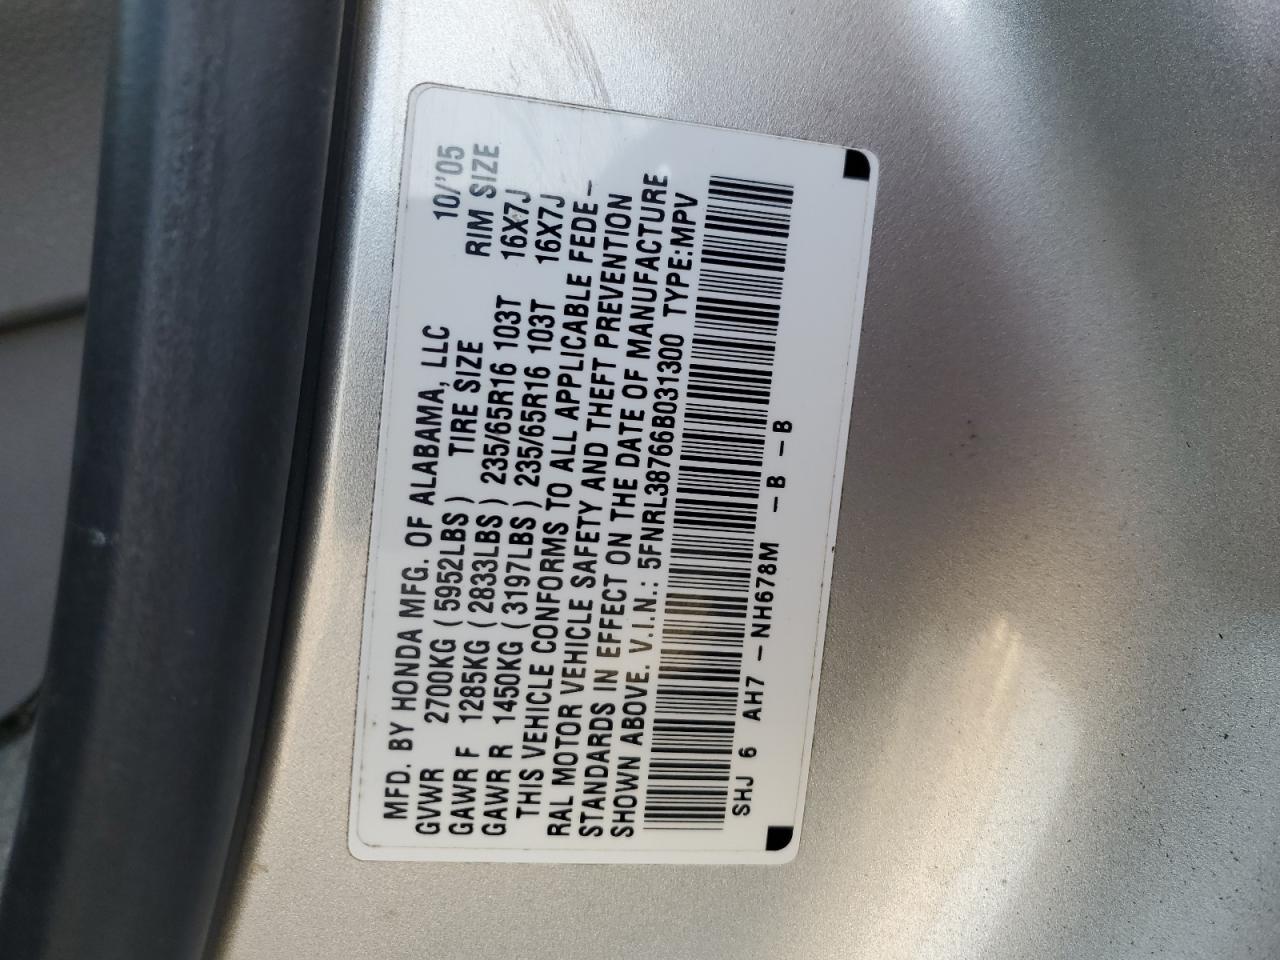 MFD. BY HONDA MFG. OF ALABAMA, LLC 10/'05
GVWR 2700KG (5952LBS) TIRE SIZE RIM SIZE
GAWR F 1285KG (2833LBS) 235/65R16 103T 16X7J
GAWR R 1450KG (3197LBS) 235/65R16 103T 16X7J
THIS VEHICLE CONFORMS TO ALL APPLICABLE FEDE-
RAL MOTOR VEHICLE SAFETY AND THEFT PREVENTION
STANDARDS IN EFFECT ON THE DATE OF MANUFACTURE
SHOWN ABOVE. V.I.N.: 5FNRL38766B031300 TYPE:MPV
SHJ 6 AH7 -NH678M -B -B